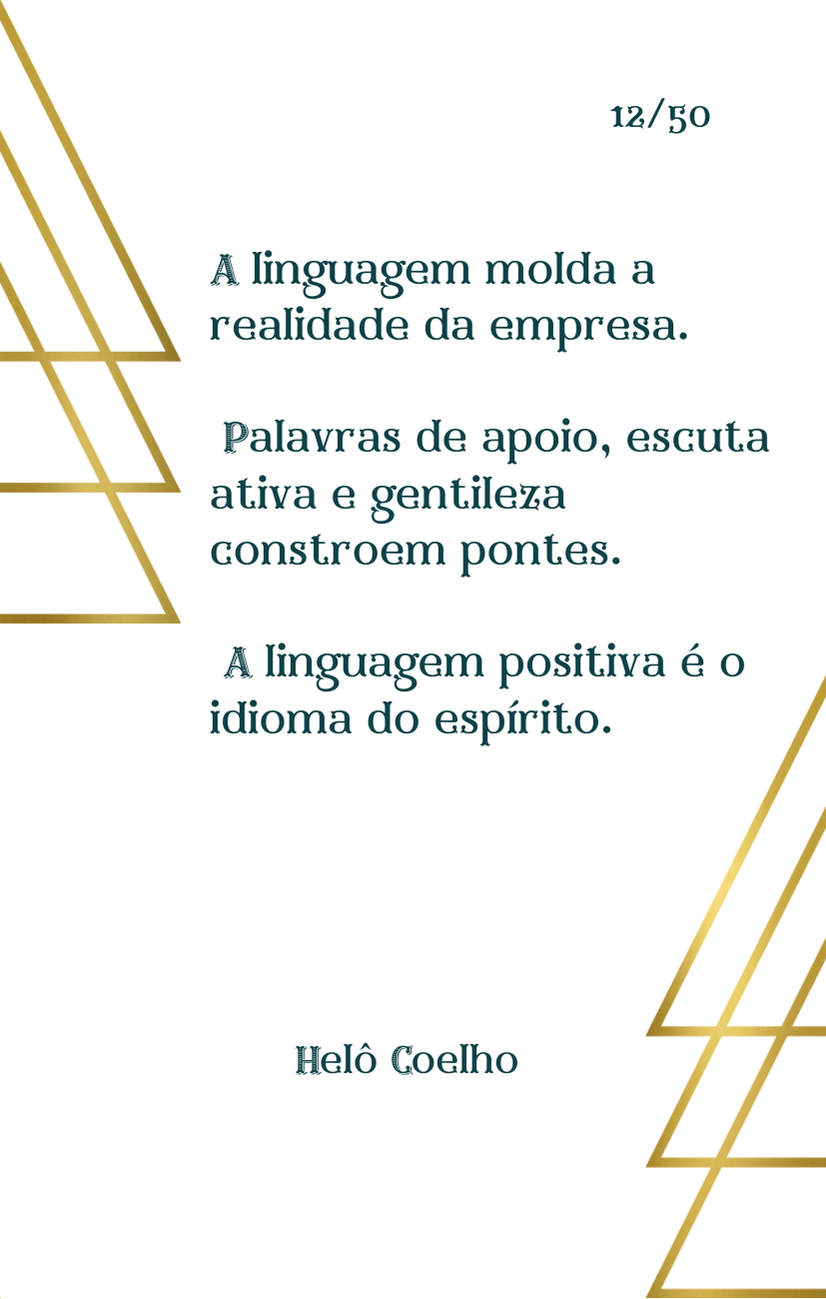 12/50
A linguagem molda a
realidade da empresa.
Palavras de apoio, escuta
ativa e gentileza
constroem pontes.
A linguagem positiva é o
idioma do espírito.
Helô Coelho